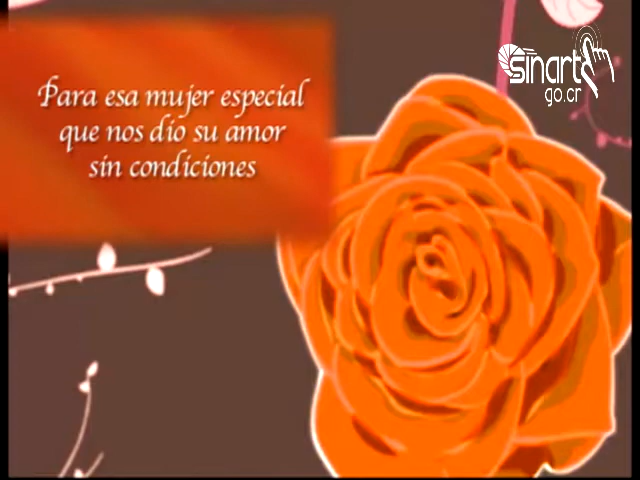 Para esa mujer especial
que nos dio su amor
sin condiciones
sinart
go.cr